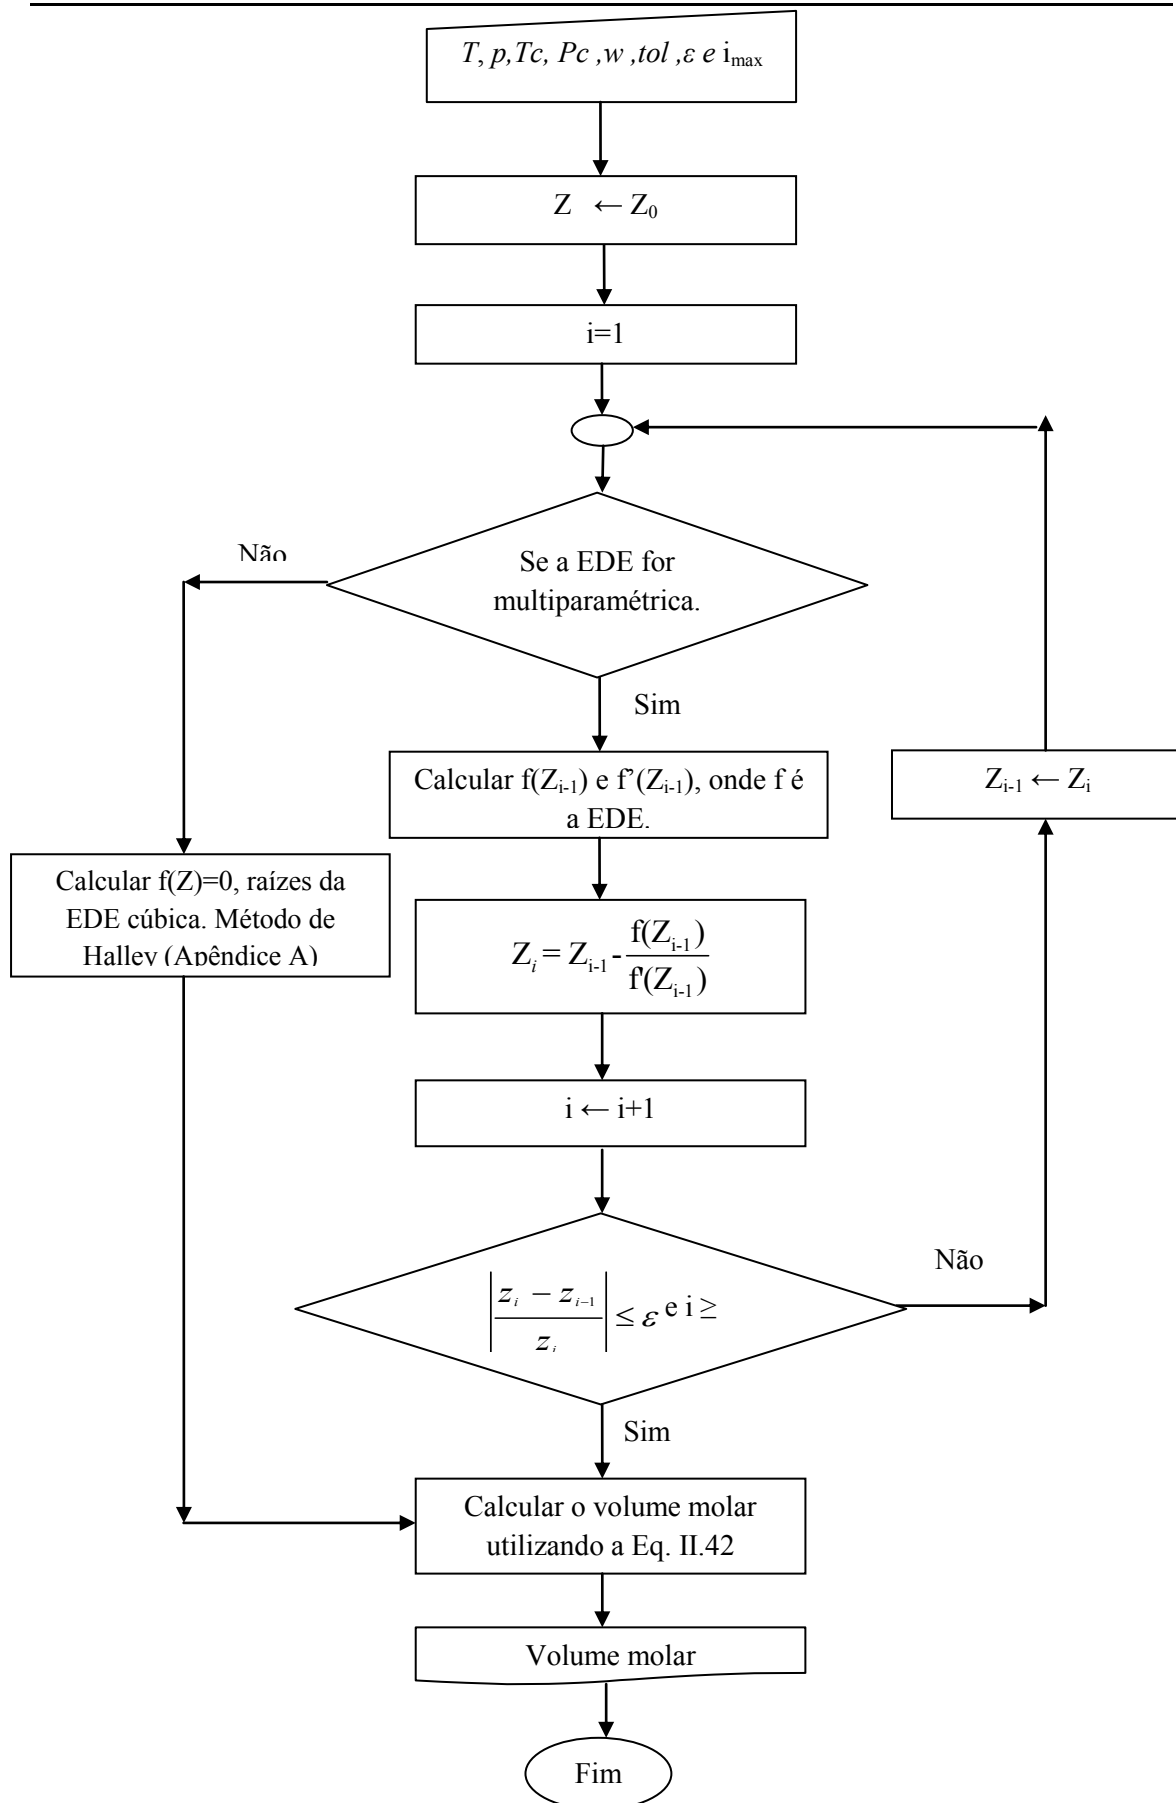 T, p,Tc, Pc ,w ,tol ,ε e i_max
Z ← Z_0
i=1
Não
Se a EDE for
multiparamétrica.
Sim
Calcular f(Z_{i-1}) e f’(Z_{i-1}), onde f é
a EDE.
Z_{i-1} ← Z_i
Calcular f(Z)=0, raízes da
EDE cúbica. Método de
Halley (Apêndice A)
Z_i = Z_{i-1} - f(Z_{i-1}) / f'(Z_{i-1})
i ← i+1
Não
|(z_i − z_{i−1}) / z_i| ≤ ε e i ≥
Sim
Calcular o volume molar
utilizando a Eq. II.42
Volume molar
Fim